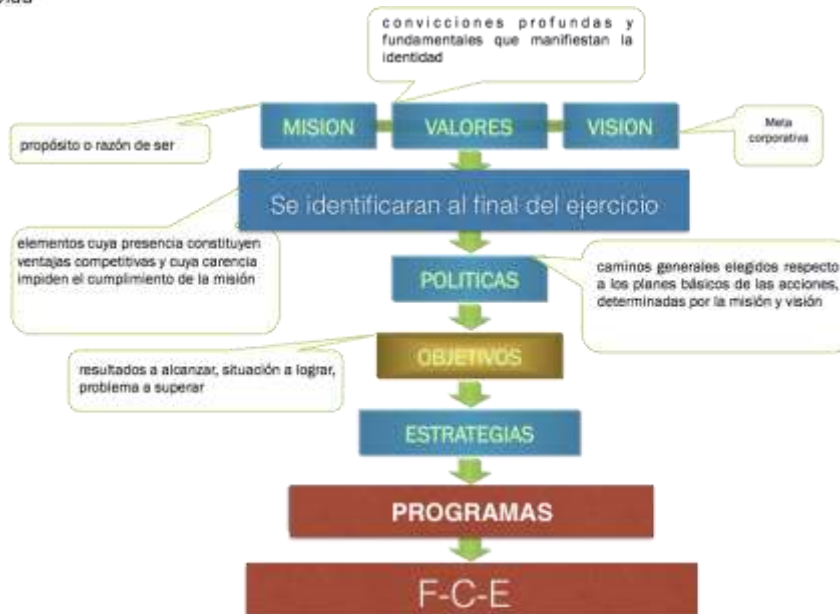 convicciones profundas y
fundamentales que manifiestan la
identidad
MISION
VALORES
VISION
propósito o razón de ser
Meta
corporativa
Se identificaran al final del ejercicio
elementos cuya presencia constituyen
ventajas competitivas y cuya carencia
impiden el cumplimiento de la misión
POLITICAS
caminos generales elegidos respecto
a los planes básicos de las acciones,
determinadas por la misión y visión
OBJETIVOS
resultados a alcanzar, situación a lograr,
problema a superar
ESTRATEGIAS
PROGRAMAS
F-C-E